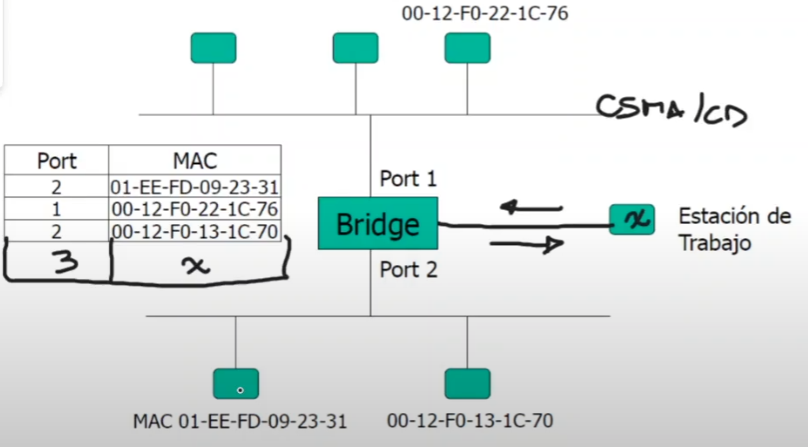 00-12-F0-22-1C-76
CSMA/CD
Port MAC
2 01-EE-FD-09-23-31
1 00-12-F0-22-1C-76
2 00-12-F0-13-1C-70
3 x
Port 1
Bridge
x
Estación de
Trabajo
Port 2
MAC 01-EE-FD-09-23-31
00-12-F0-13-1C-70